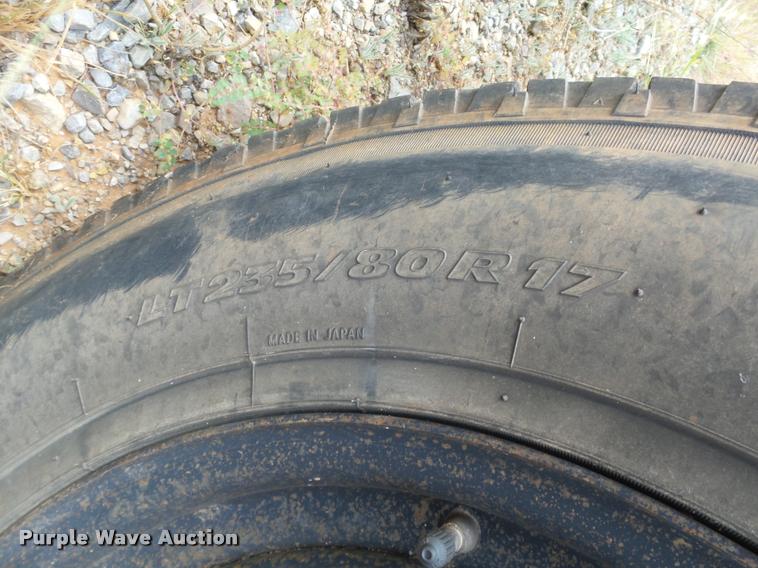 LT235/80R17
MADE IN JAPAN
Purple Wave Auction